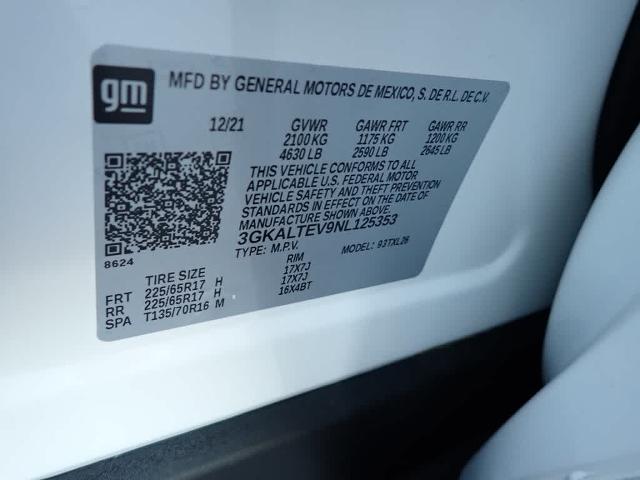 gm
MFD BY GENERAL MOTORS DE MEXICO, S. DE R.L. DE C.V.
12/21 GVWR GAWR FRT GAWR RR
2100 KG 1175 KG 1200 KG
4630 LB 2590 LB 2645 LB
THIS VEHICLE CONFORMS TO ALL
APPLICABLE U.S. FEDERAL MOTOR
VEHICLE SAFETY AND THEFT PREVENTION
STANDARDS IN EFFECT ON THE DATE OF
MANUFACTURE SHOWN ABOVE.
3GKALTEV9NL125353
TYPE: M.P.V. MODEL: 93TXL26
8624
TIRE SIZE RIM
FRT 225/65R17 H 17X7J
RR 225/65R17 H 17X7J
SPA T135/70R16 M 16X4BT